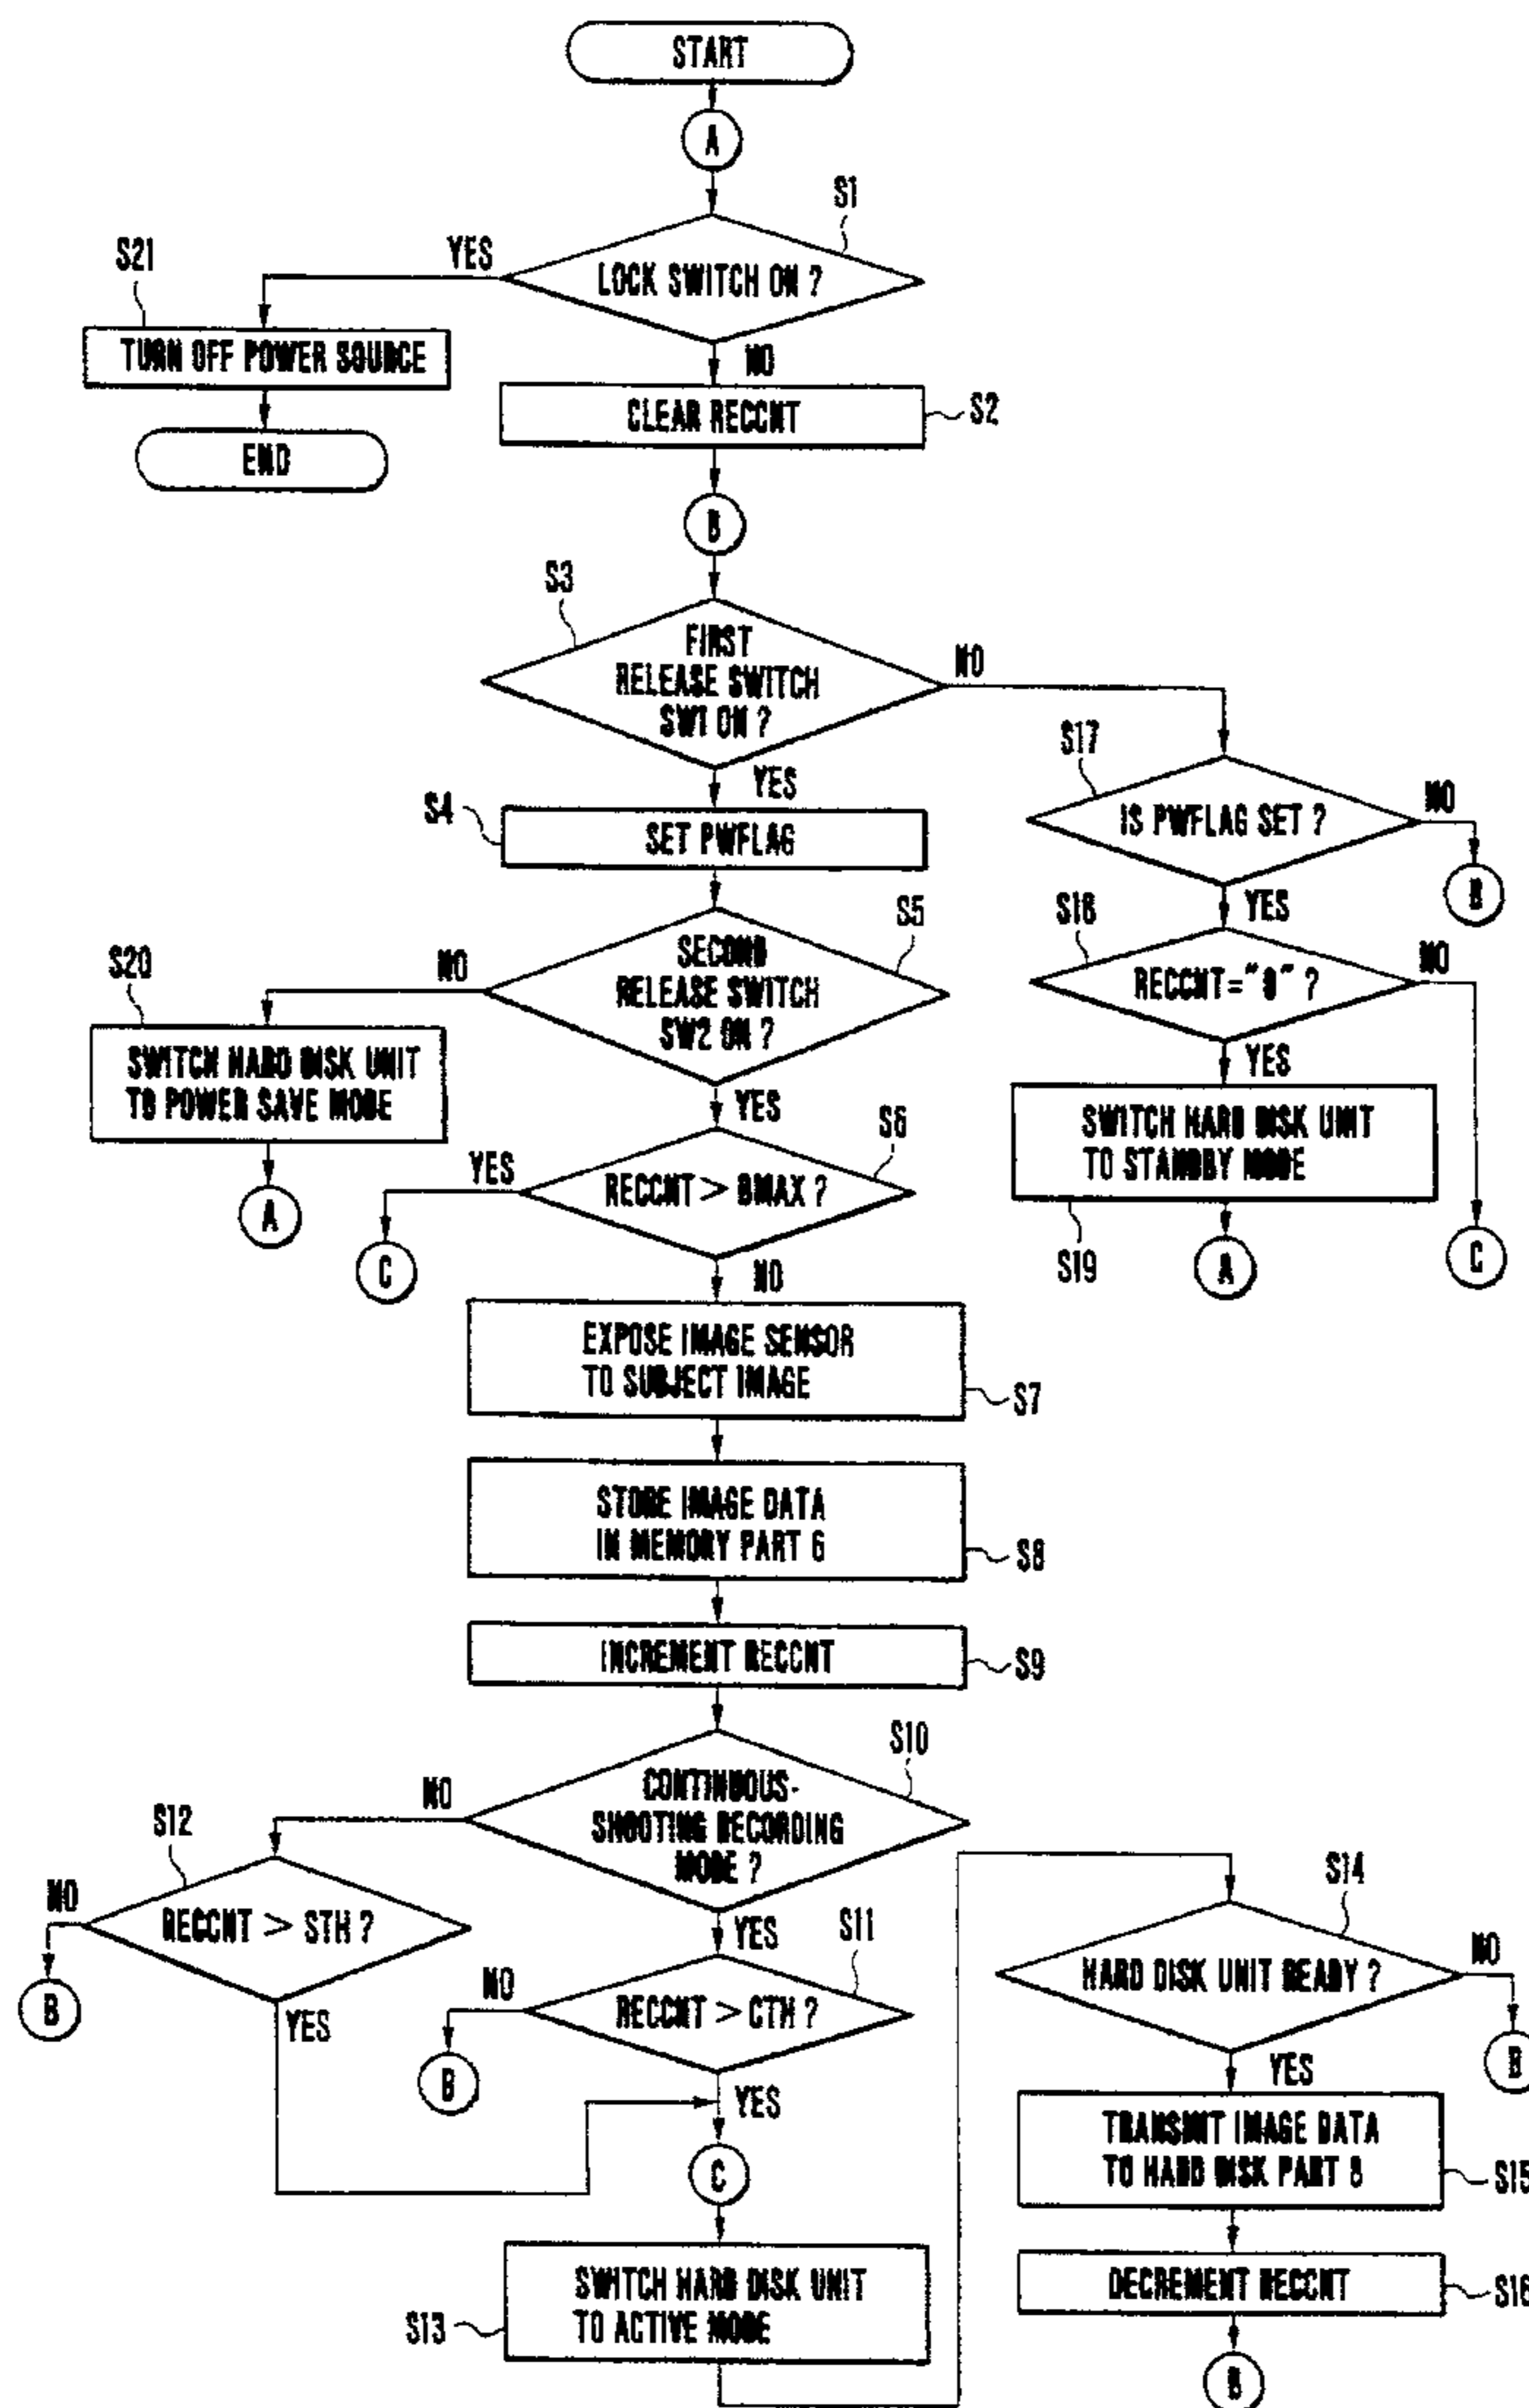 START
A
S1
LOCK SWITCH ON ?
YES
NO
S21
TURN OFF POWER SOURCE
END
CLEAR RECCNT
S2
B
S3
FIRST
RELEASE SWITCH
SW1 ON ?
NO
YES
S17
IS PWFLAG SET ?
NO
B
YES
S4
SET PWFLAG
S5
SECOND
RELEASE SWITCH
SW2 ON ?
NO
YES
S18
RECCNT = "0" ?
NO
YES
C
S20
SWITCH HARD DISK UNIT
TO POWER SAVE MODE
A
SWITCH HARD DISK UNIT
TO STANDBY MODE
S19
A
S6
RECCNT > BMAX ?
YES
C
NO
EXPOSE IMAGE SENSOR
TO SUBJECT IMAGE
S7
STORE IMAGE DATA
IN MEMORY PART 6
S8
INCREMENT RECCNT
S9
S10
CONTINUOUS-
SHOOTING RECORDING
MODE ?
NO
YES
S12
RECCNT > STH ?
NO
B
YES
S11
RECCNT > CTH ?
NO
B
YES
C
SWITCH HARD DISK UNIT
TO ACTIVE MODE
S13
S14
HARD DISK UNIT READY ?
NO
B
YES
TRANSMIT IMAGE DATA
TO HARD DISK PART 8
S15
DECREMENT RECCNT
S16
B